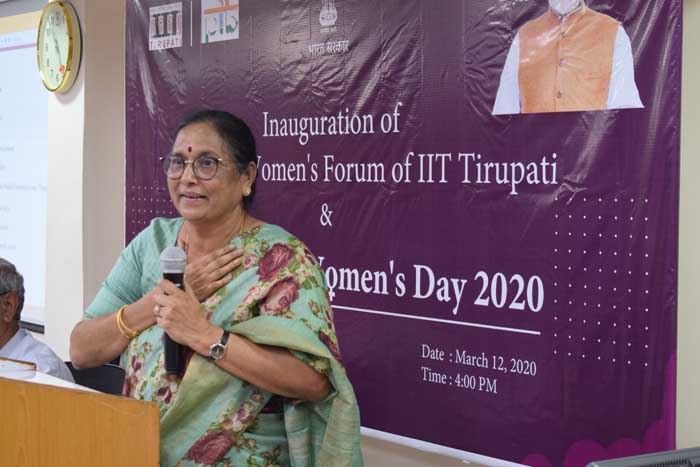 TIRUPATI
भारत सरकार
Inauguration of
Women's Forum of IIT Tirupati
&
Women's Day 2020
Date : March 12, 2020
Time : 4:00 PM